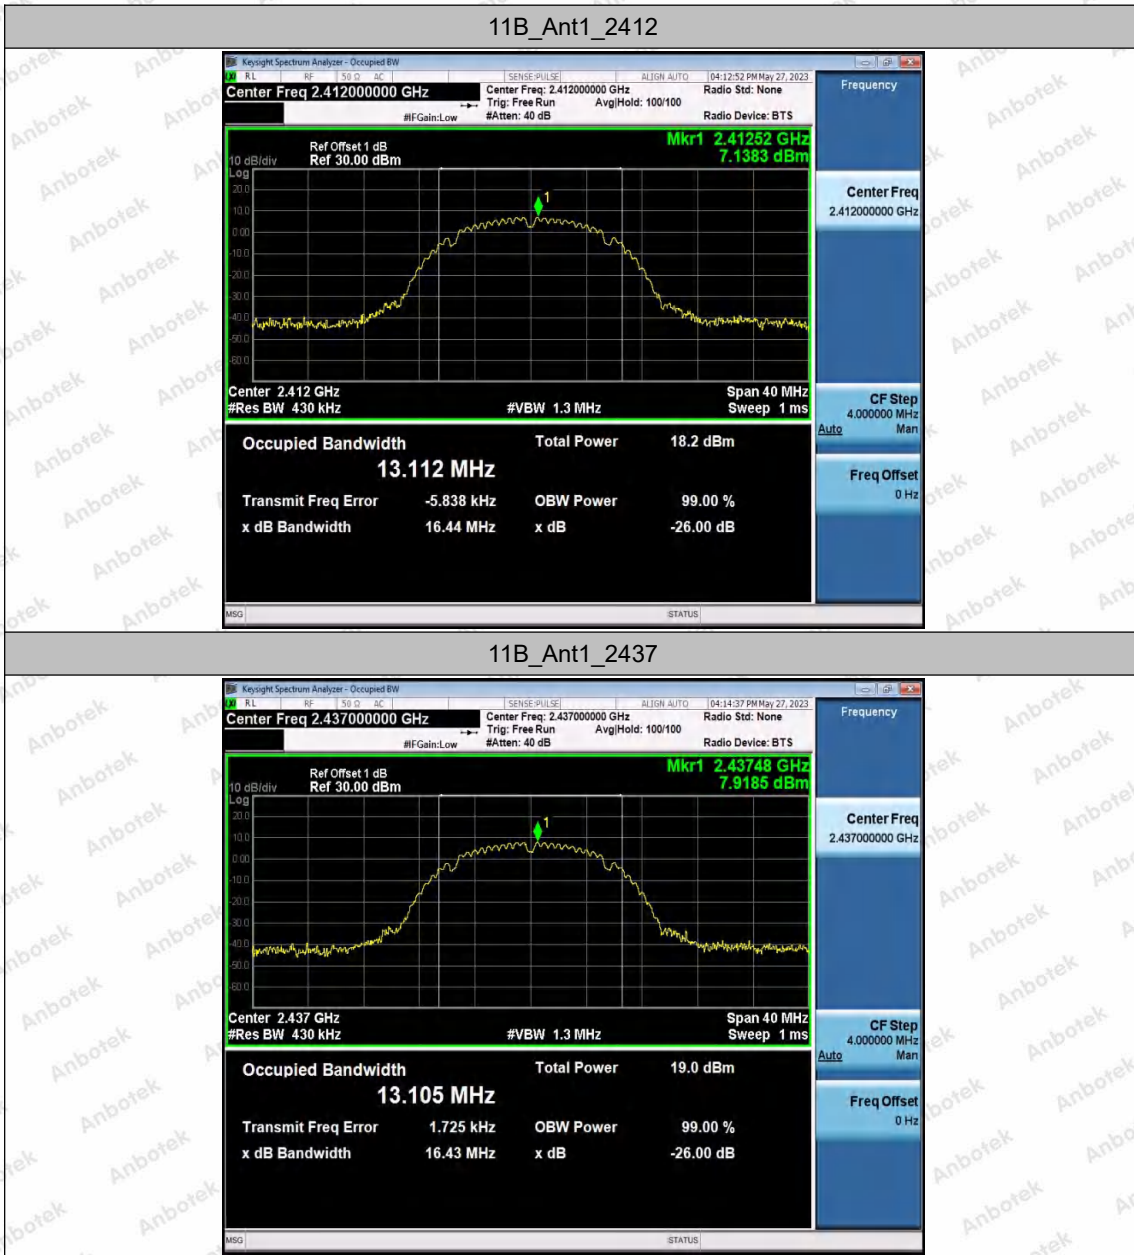 11B_Ant1_2412
Keysight Spectrum Analyzer - Occupied BW
RL RF 50 Ω AC SENSE:PULSE ALIGN AUTO 04:12:52 PM May 27, 2023
Center Freq 2.412000000 GHz
Center Freq: 2.412000000 GHz Radio Std: None
Trig: Free Run Avg|Hold: 100/100
#IFGain:Low #Atten: 40 dB Radio Device: BTS
Frequency
Mkr1 2.41252 GHz
7.1383 dBm
Ref Offset 1 dB
10 dB/div Ref 30.00 dBm
Log
20.0
10.0
0.00
-10.0
-20.0
-30.0
-40.0
-50.0
-60.0
1
Center 2.412 GHz Span 40 MHz
#Res BW 430 kHz #VBW 1.3 MHz Sweep 1 ms
Center Freq
2.412000000 GHz
CF Step
4.000000 MHz
Auto Man
Freq Offset
0 Hz
Occupied Bandwidth Total Power 18.2 dBm
13.112 MHz
Transmit Freq Error -5.838 kHz OBW Power 99.00 %
x dB Bandwidth 16.44 MHz x dB -26.00 dB
MSG STATUS
11B_Ant1_2437
Keysight Spectrum Analyzer - Occupied BW
RL RF 50 Ω AC SENSE:PULSE ALIGN AUTO 04:14:37 PM May 27, 2023
Center Freq 2.437000000 GHz
Center Freq: 2.437000000 GHz Radio Std: None
Trig: Free Run Avg|Hold: 100/100
#IFGain:Low #Atten: 40 dB Radio Device: BTS
Frequency
Mkr1 2.43748 GHz
7.9185 dBm
Ref Offset 1 dB
10 dB/div Ref 30.00 dBm
Log
20.0
10.0
0.00
-10.0
-20.0
-30.0
-40.0
-50.0
-60.0
1
Center 2.437 GHz Span 40 MHz
#Res BW 430 kHz #VBW 1.3 MHz Sweep 1 ms
Center Freq
2.437000000 GHz
CF Step
4.000000 MHz
Auto Man
Freq Offset
0 Hz
Occupied Bandwidth Total Power 19.0 dBm
13.105 MHz
Transmit Freq Error 1.725 kHz OBW Power 99.00 %
x dB Bandwidth 16.43 MHz x dB -26.00 dB
MSG STATUS
Anbotek